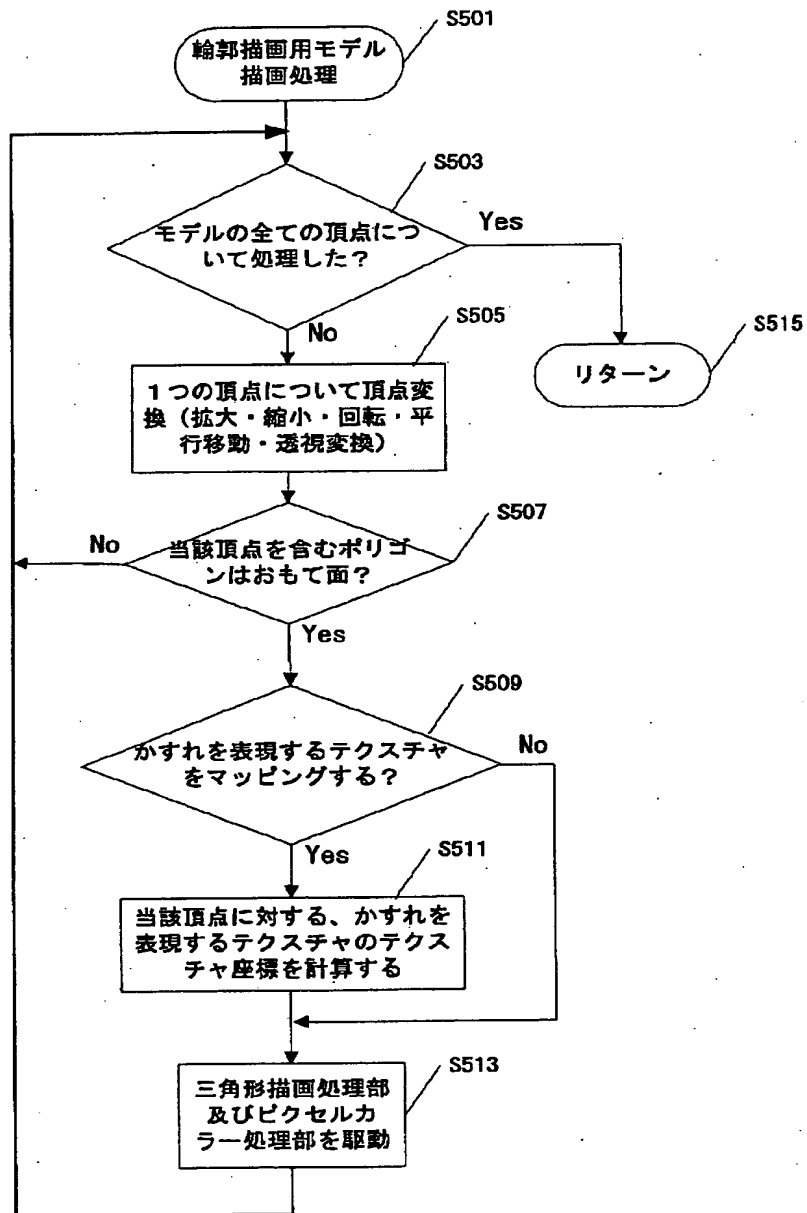 S501
輪郭描画用モデル
描画処理
S503
モデルの全ての頂点につ
いて処理した？
Yes
No
S505
S515
リターン
１つの頂点について頂点変
換（拡大・縮小・回転・平
行移動・透視変換）
S507
No
当該頂点を含むポリゴ
ンはおもて面？
Yes
S509
かすれを表現するテクスチャ
をマッピングする？
No
Yes
S511
当該頂点に対する、かすれを
表現するテクスチャのテクス
チャ座標を計算する
S513
三角形描画処理部
及びピクセルカ
ラー処理部を駆動